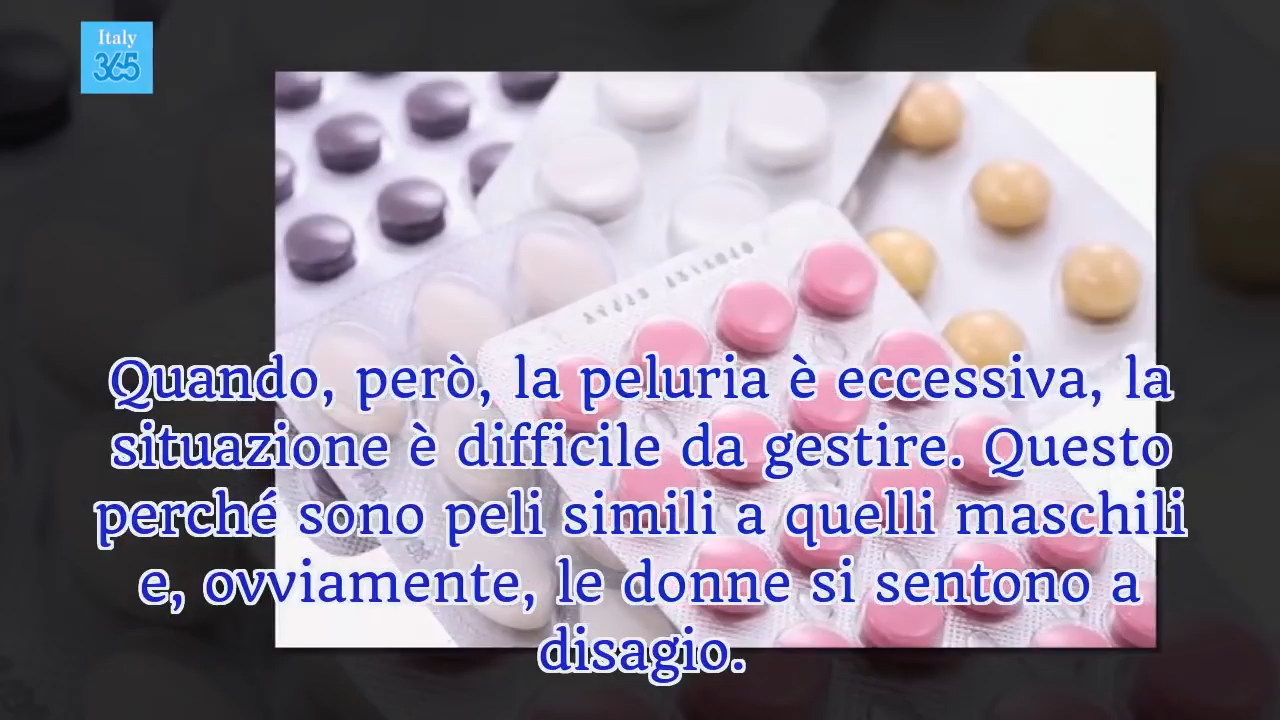 Italy
365
Quando, però, la peluria è eccessiva, la
situazione è difficile da gestire. Questo
perché sono peli simili a quelli maschili
e, ovviamente, le donne si sentono a
disagio.